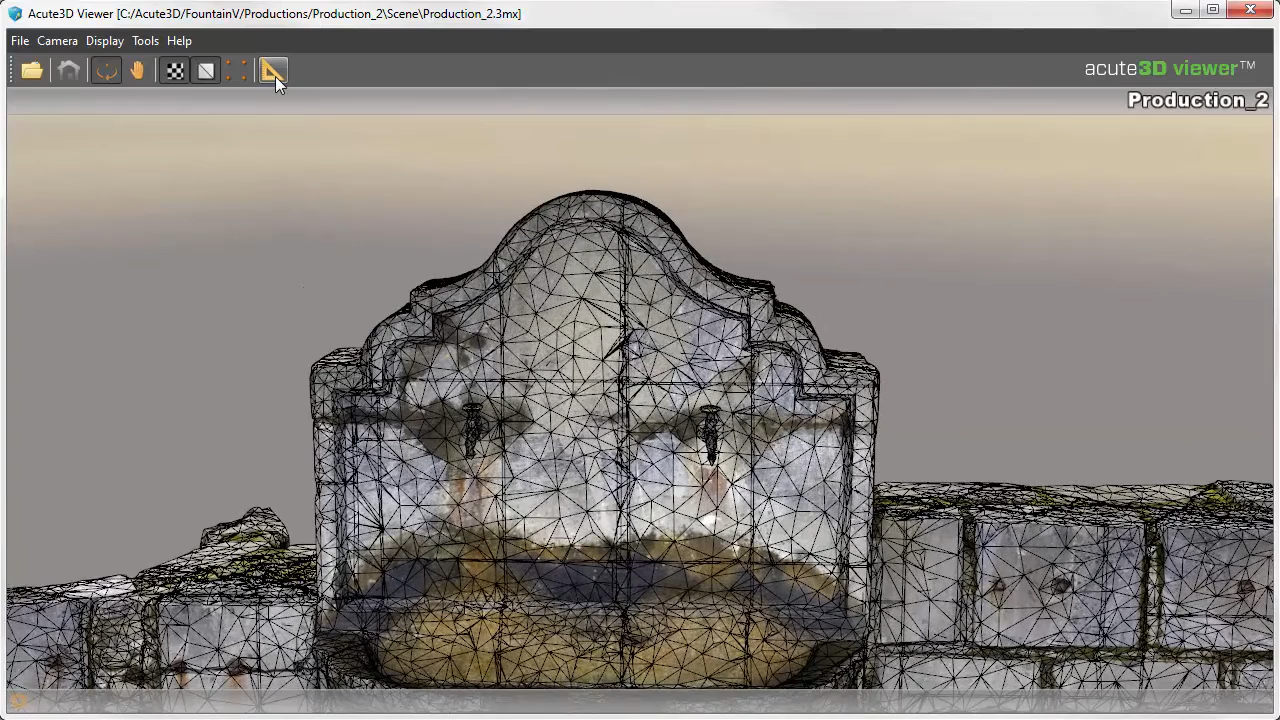 Acute3D Viewer [C:/Acute3D/FountainV/Productions/Production_2\Scene\Production_2.3mx]
File Camera Display Tools Help
acute3D viewer™
Production_2